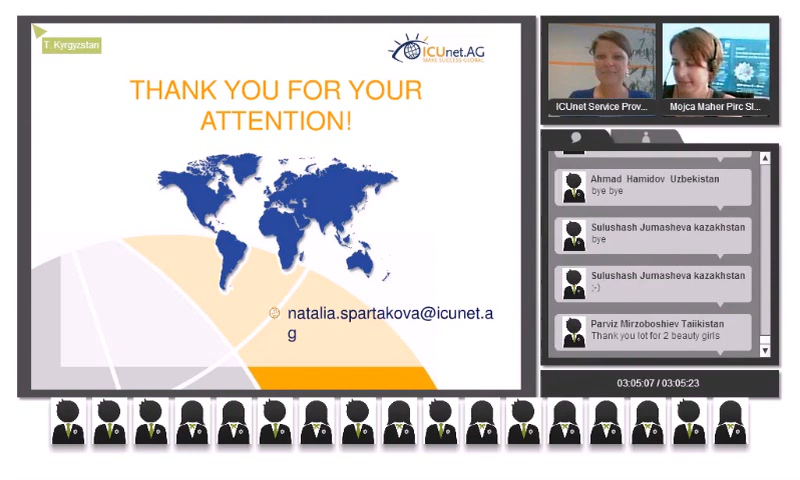 T. Kyrgyzstan
ICUnet.AG
MAKE SUCCESS GLOBAL
THANK YOU FOR YOUR
ATTENTION!
natalia.spartakova@icunet.a
g
ICUnet Service Prov...
Mojca Maher Pirc Sl...
Ahmad Hamidov Uzbekistan
bye bye
Sulushash Jumasheva kazakhstan
bye
Sulushash Jumasheva kazakhstan
;-)
Parviz Mirzoboshiev Taiikistan
Thank you lot for 2 beauty girls
03:05:07 / 03:05:23